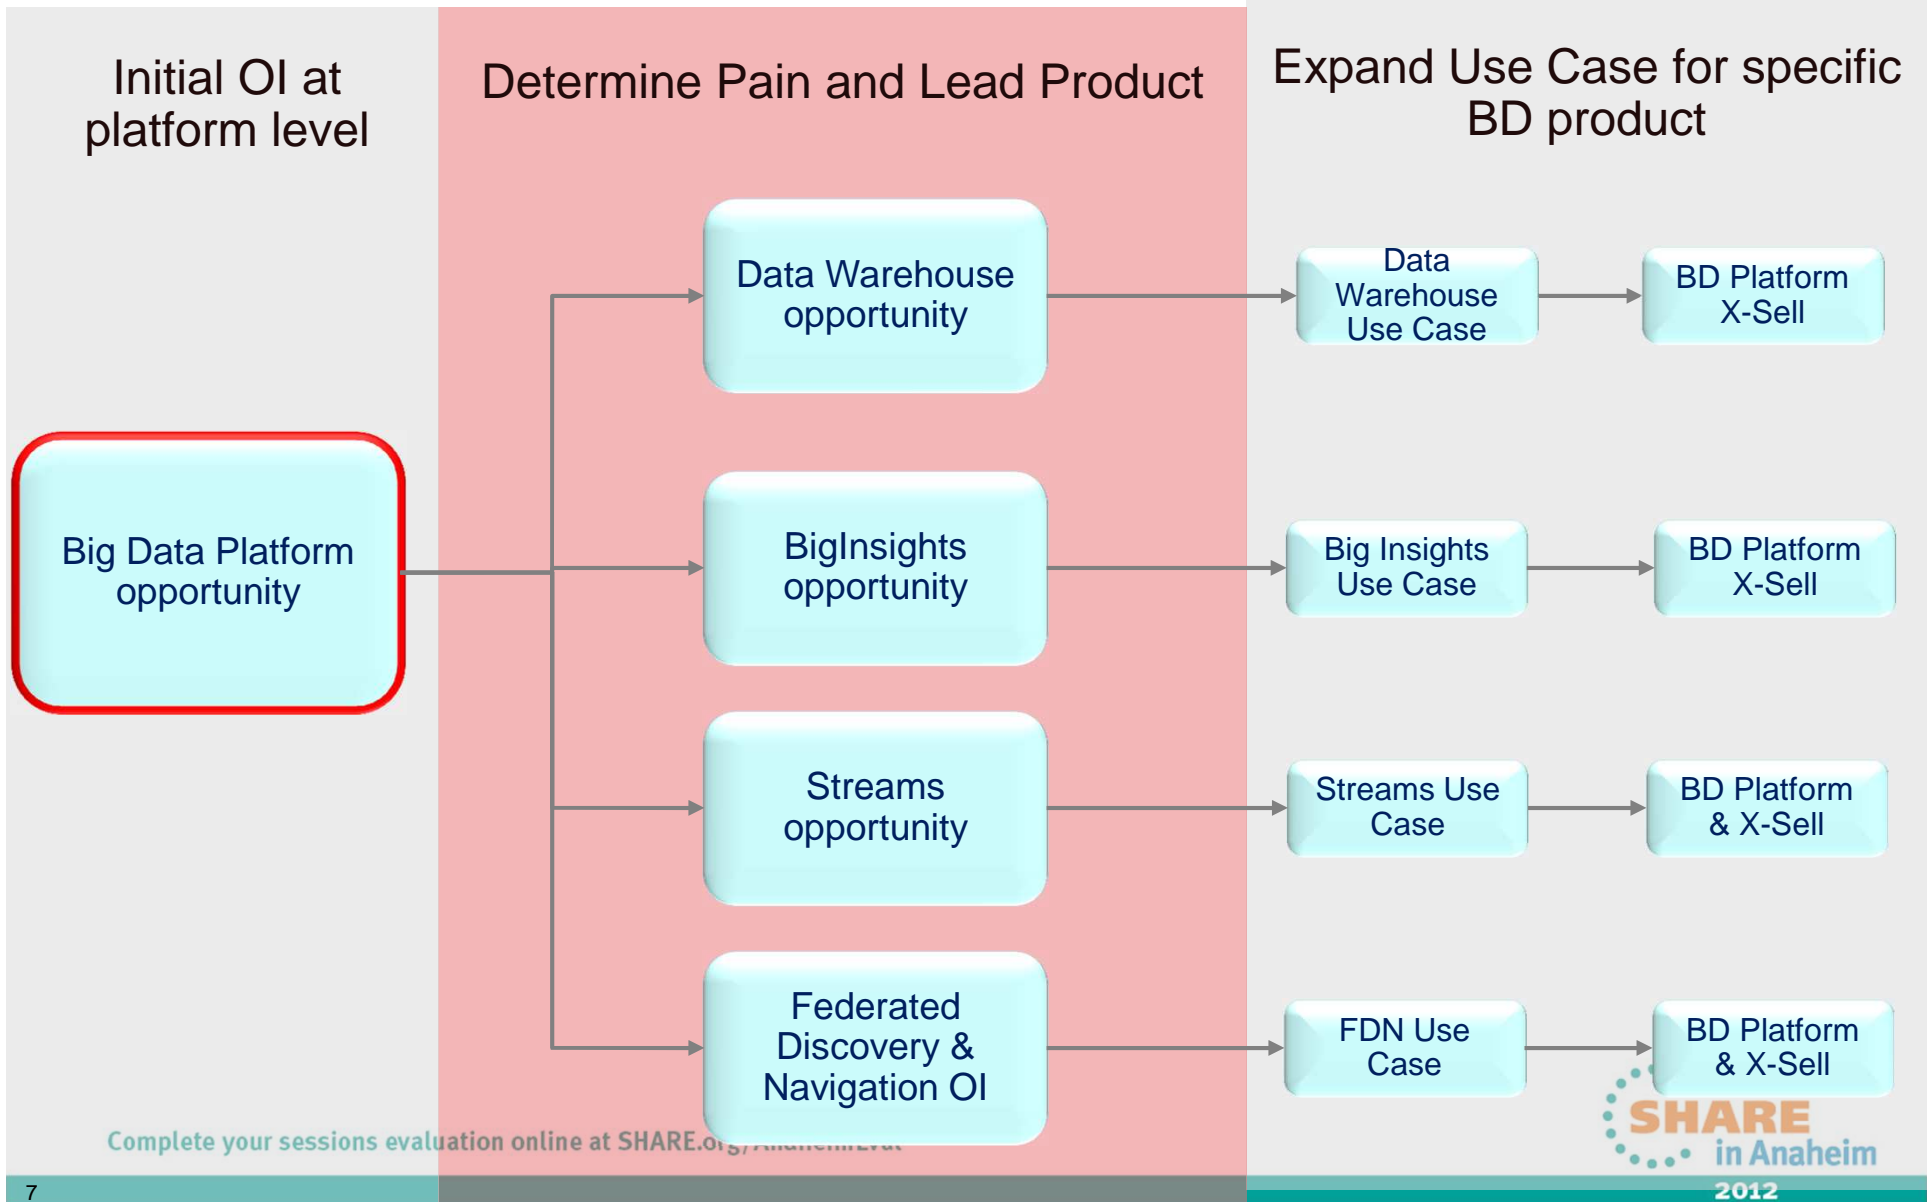 Initial OI at
platform level
Determine Pain and Lead Product
Expand Use Case for specific
BD product
Big Data Platform
opportunity
Data Warehouse
opportunity
Data
Warehouse
Use Case
BD Platform
X-Sell
BigInsights
opportunity
Big Insights
Use Case
BD Platform
X-Sell
Streams
opportunity
Streams Use
Case
BD Platform
& X-Sell
Federated
Discovery &
Navigation OI
FDN Use
Case
BD Platform
& X-Sell
Complete your sessions evaluation online at
SHARE
in Anaheim
2012
7